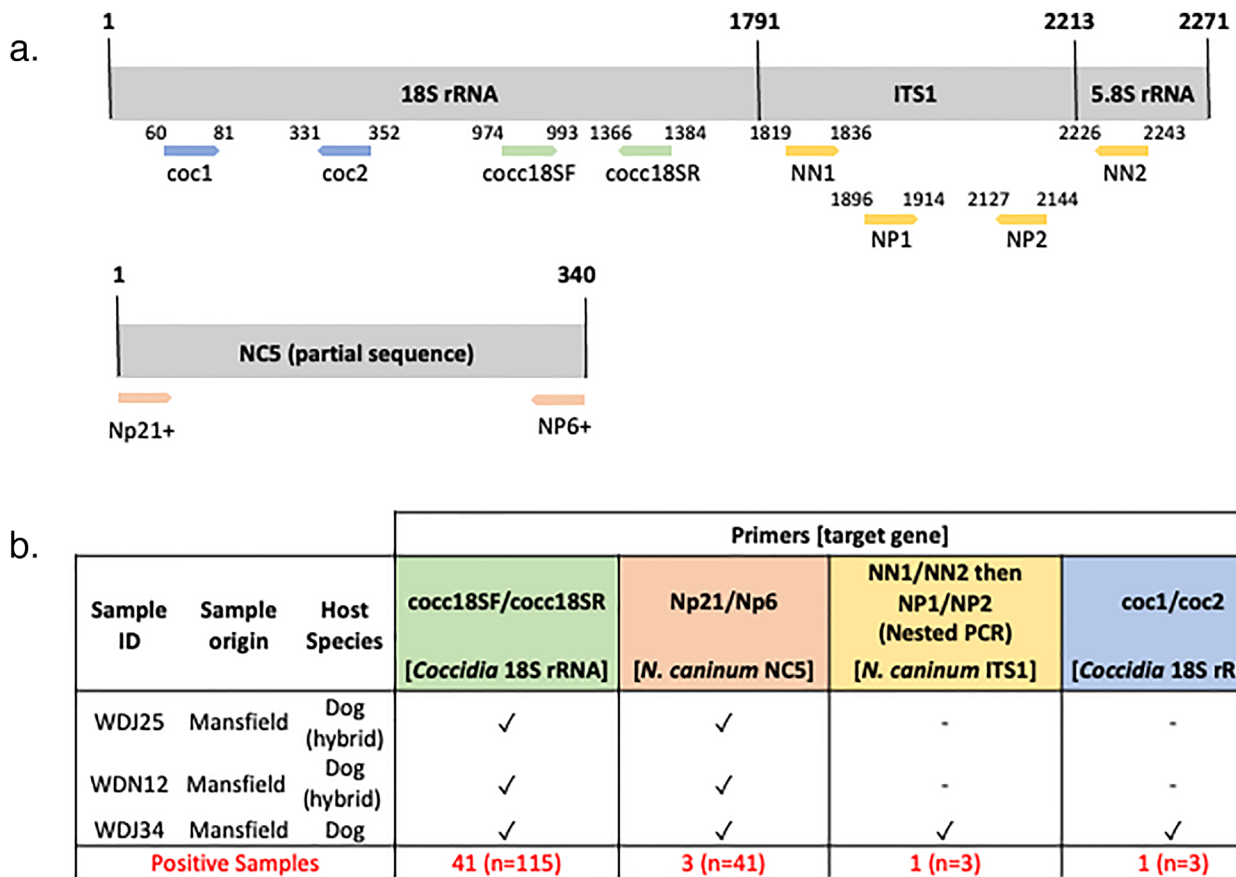 a.
1 1791 2213 2271
18S rRNA ITS1 5.8S rRNA
60 81 331 352 974 993 1366 1384 1819 1836 2226 2243
coc1 coc2 cocc18SF cocc18SR NN1 NN2
1896 1914 2127 2144
NP1 NP2
1 340
NC5 (partial sequence)
Np21+ NP6+
b.
Primers [target gene]
Sample ID
Sample origin
Host Species
cocc18SF/cocc18SR
[Coccidia 18S rRNA]
Np21/Np6
[N. caninum NC5]
NN1/NN2 then
NP1/NP2
(Nested PCR)
[N. caninum ITS1]
coc1/coc2
[Coccidia 18S rR
WDJ25 Mansfield Dog (hybrid) ✓ ✓ - -
WDN12 Mansfield Dog (hybrid) ✓ ✓ - -
WDJ34 Mansfield Dog ✓ ✓ ✓ ✓
Positive Samples 41 (n=115) 3 (n=41) 1 (n=3) 1 (n=3)